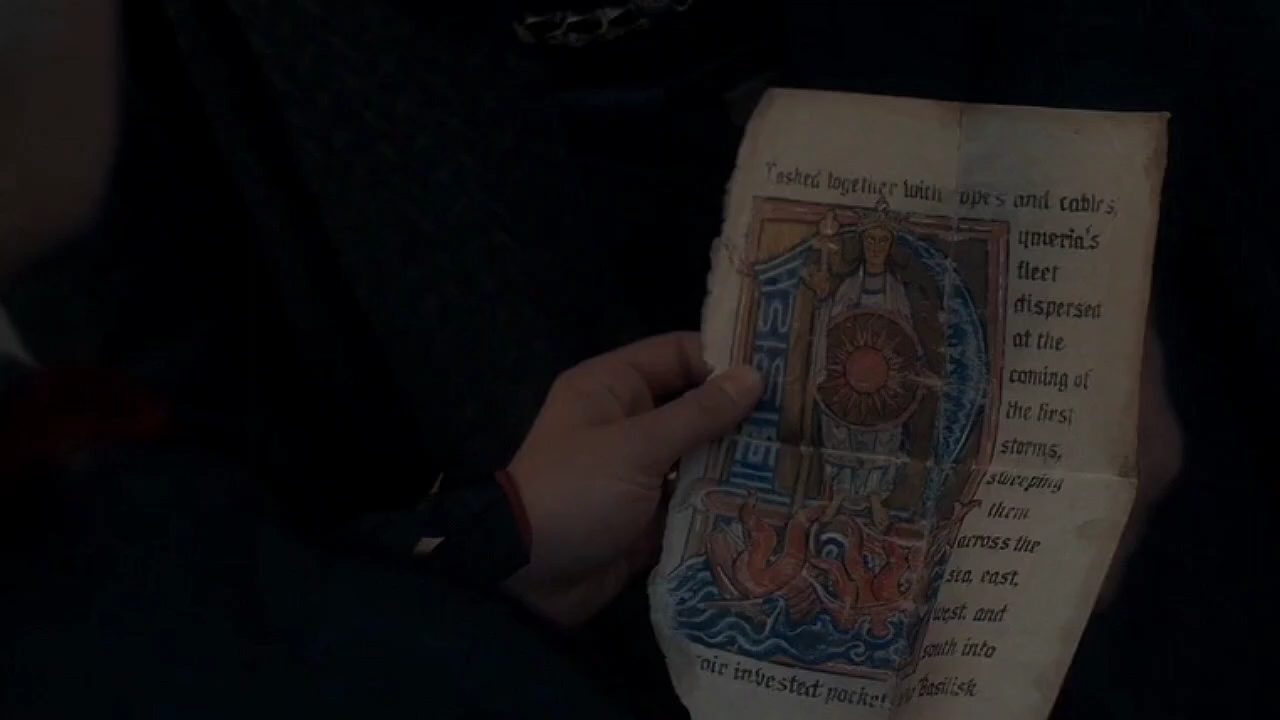 Lashed together with ropes and cables,
ymeria's
fleet
dispersed
at the
coming of
the first
storms,
sweeping
them
across the
sea, east,
west, and
south into
invested pocket Basilisk